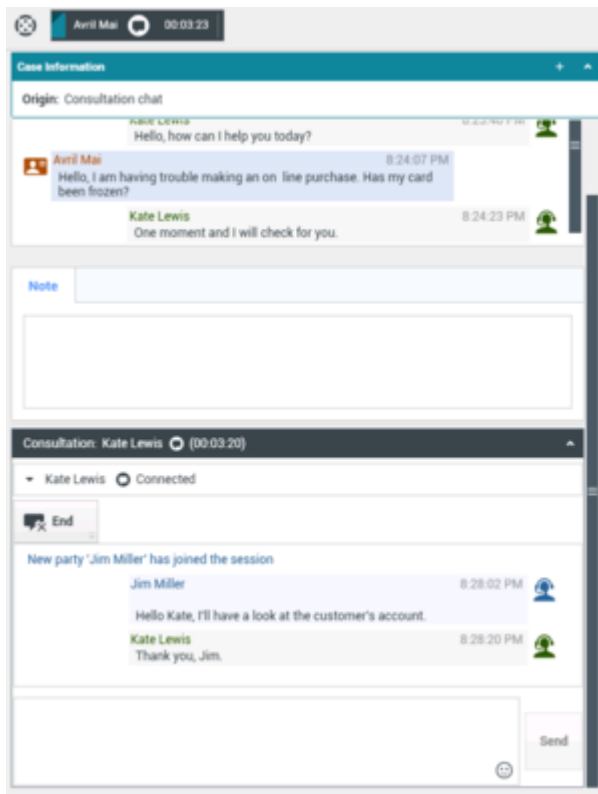 Avril Mai 00:03:23
Case Information
Origin: Consultation chat
Kate Lewis
Hello, how can I help you today?
Avril Mai 8:24:07 PM
Hello, I am having trouble making an on line purchase. Has my card
been frozen?
Kate Lewis 8:24:23 PM
One moment and I will check for you.
Note
Consultation: Kate Lewis (00:03:20)
Kate Lewis Connected
End
New party 'Jim Miller' has joined the session
Jim Miller 8:28:02 PM
Hello Kate, I'll have a look at the customer's account.
Kate Lewis 8:28:20 PM
Thank you, Jim.
Send